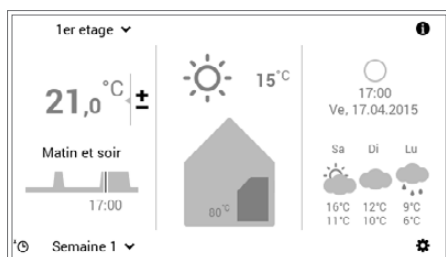 1er etage
21,0 °C ±
Matin et soir
17:00
Semaine 1
15°C
80°C
17:00
Ve, 17.04.2015
Sa Di Lu
16°C 12°C 9°C
11°C 10°C 6°C